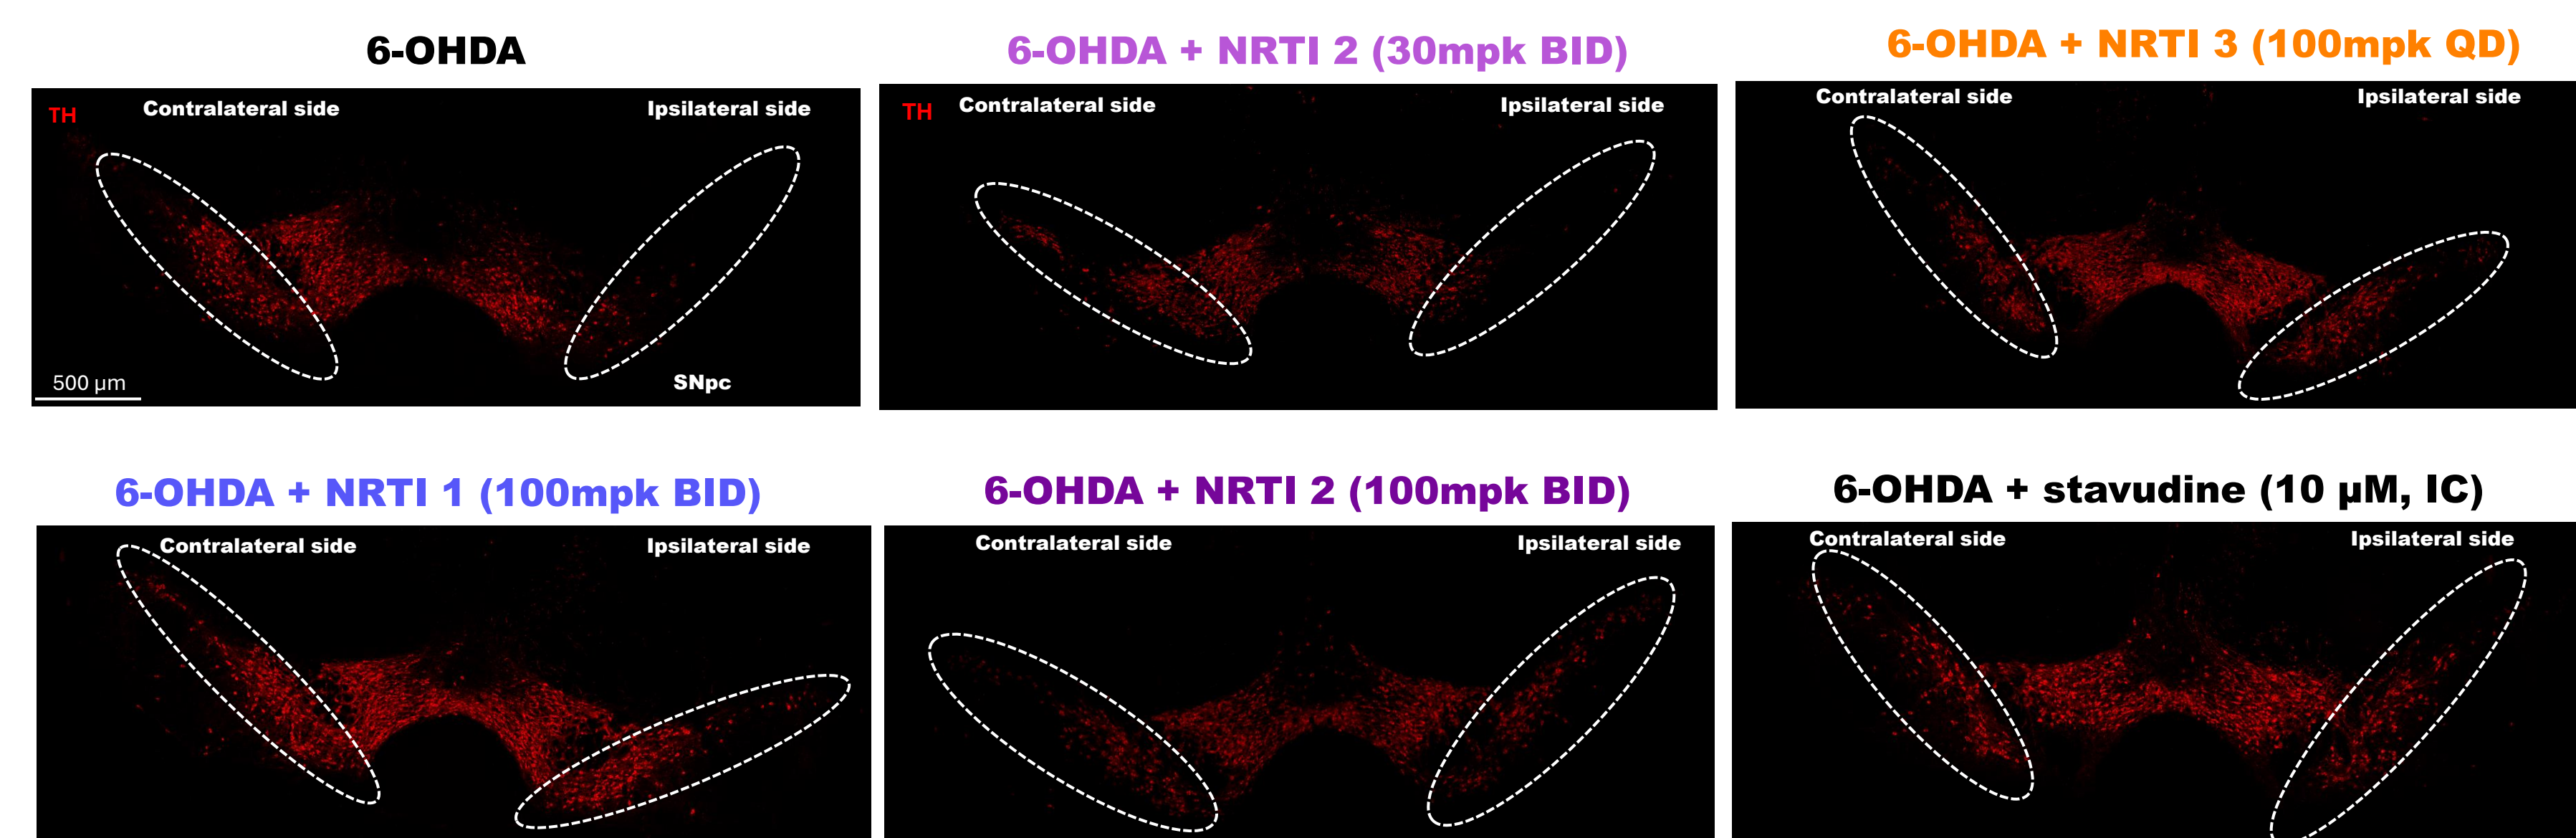 6-OHDA
6-OHDA + NRTI 2 (30mpk BID)
6-OHDA + NRTI 3 (100mpk QD)
TH
Contralateral side
Ipsilateral side
500 µm
SNpc
TH
Contralateral side
Ipsilateral side
Contralateral side
Ipsilateral side
6-OHDA + NRTI 1 (100mpk BID)
6-OHDA + NRTI 2 (100mpk BID)
6-OHDA + stavudine (10 µM, IC)
Contralateral side
Ipsilateral side
Contralateral side
Ipsilateral side
Contralateral side
Ipsilateral side